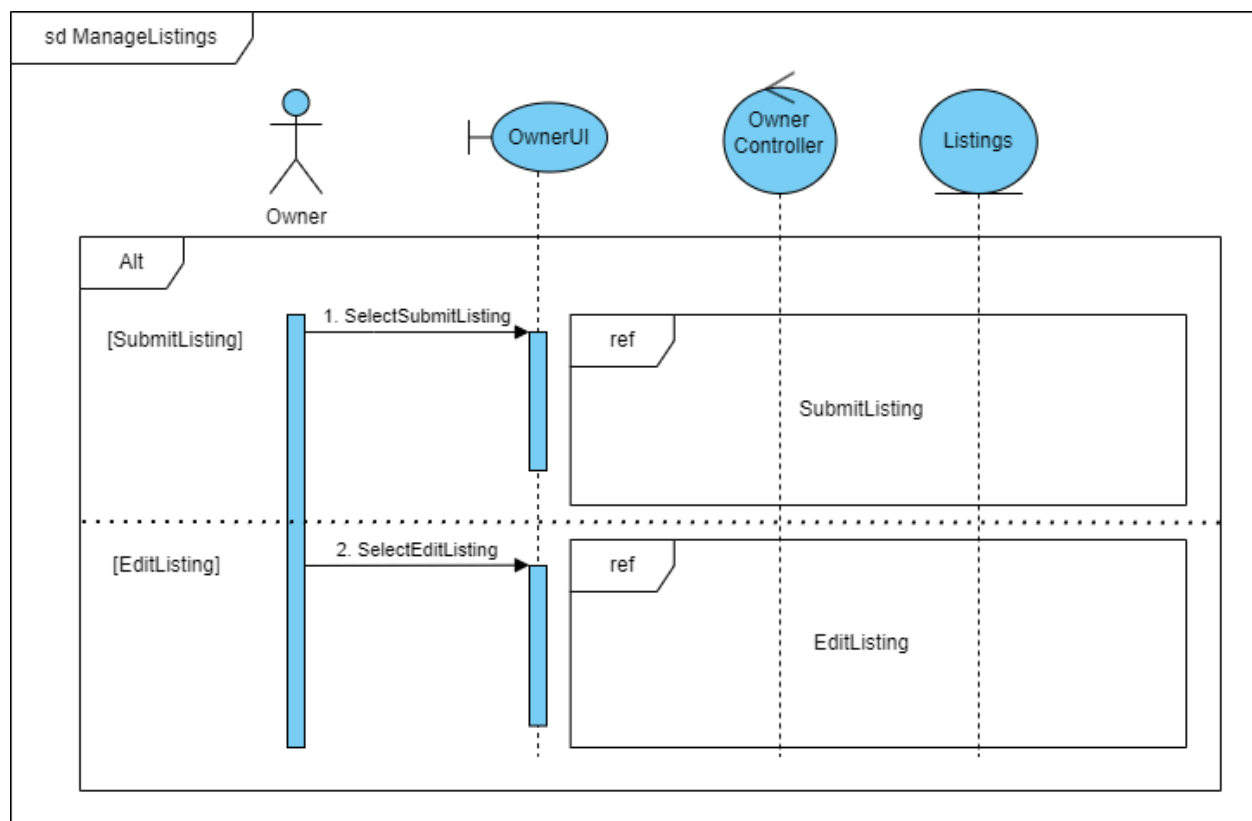 sd ManageListings
Owner
OwnerUI
Owner
Controller
Listings
Alt
[SubmitListing]
1. SelectSubmitListing
ref
SubmitListing
[EditListing]
2. SelectEditListing
ref
EditListing